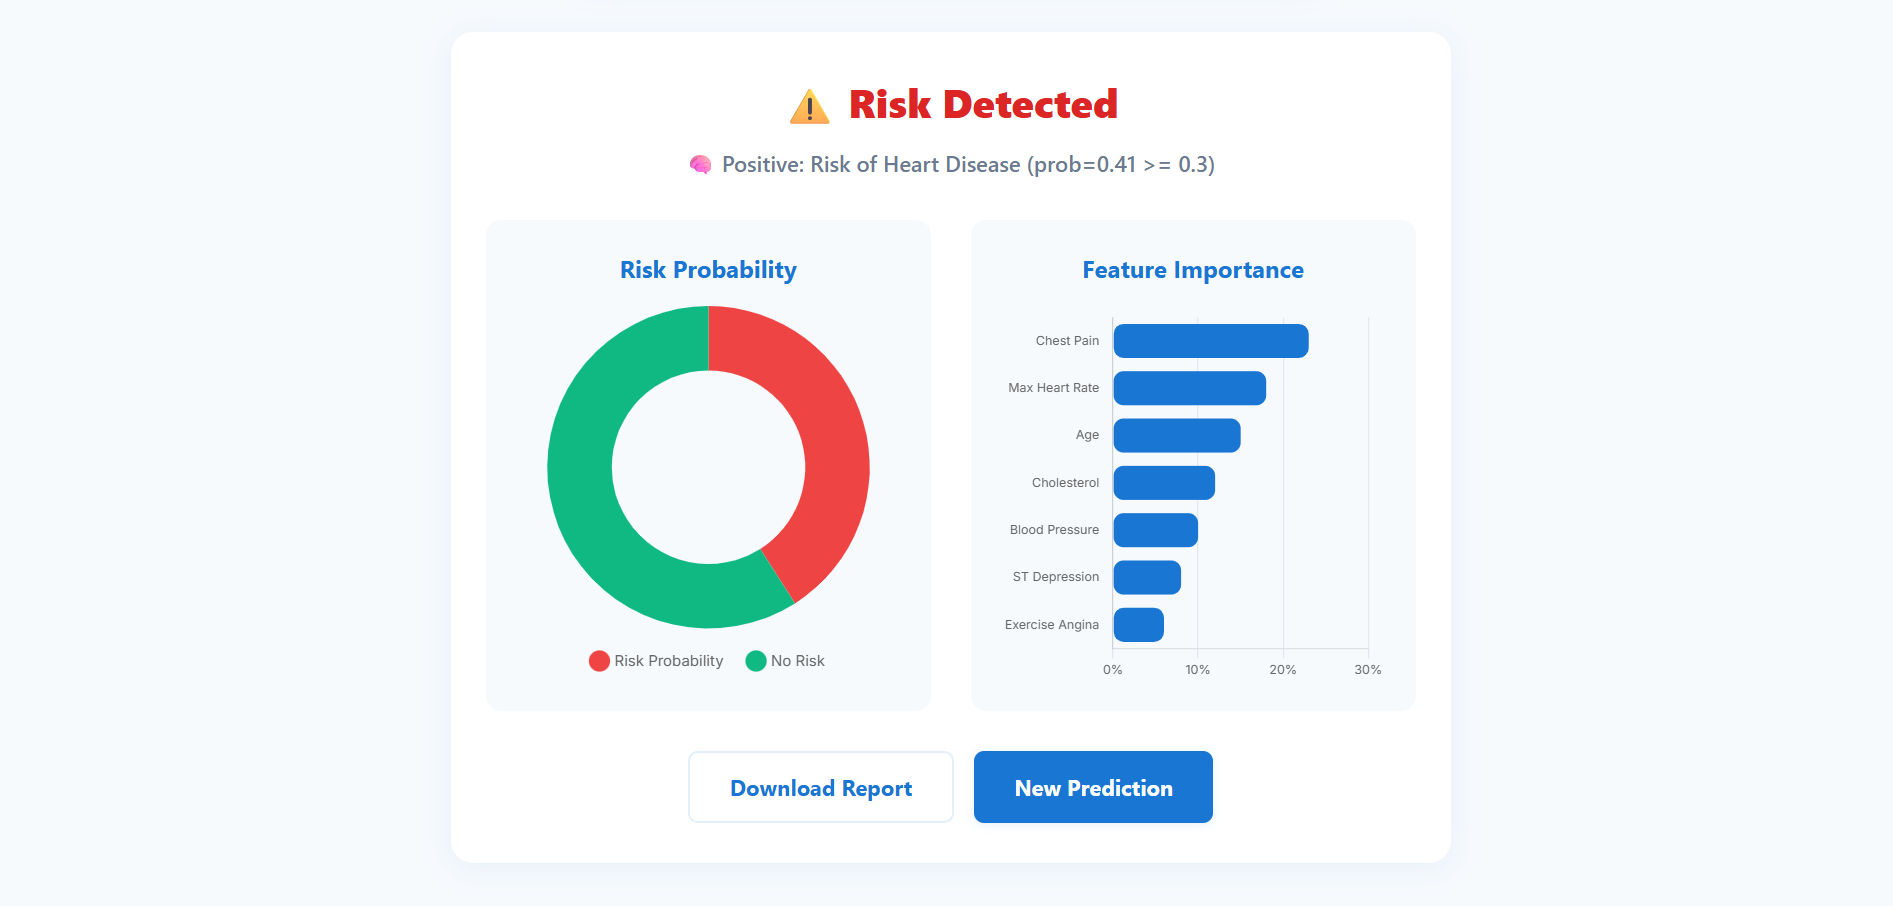 Risk Detected
Positive: Risk of Heart Disease (prob=0.41 >= 0.3)
Risk Probability
Risk Probability
No Risk
Feature Importance
Chest Pain
Max Heart Rate
Age
Cholesterol
Blood Pressure
ST Depression
Exercise Angina
0% 10% 20% 30%
Download Report
New Prediction